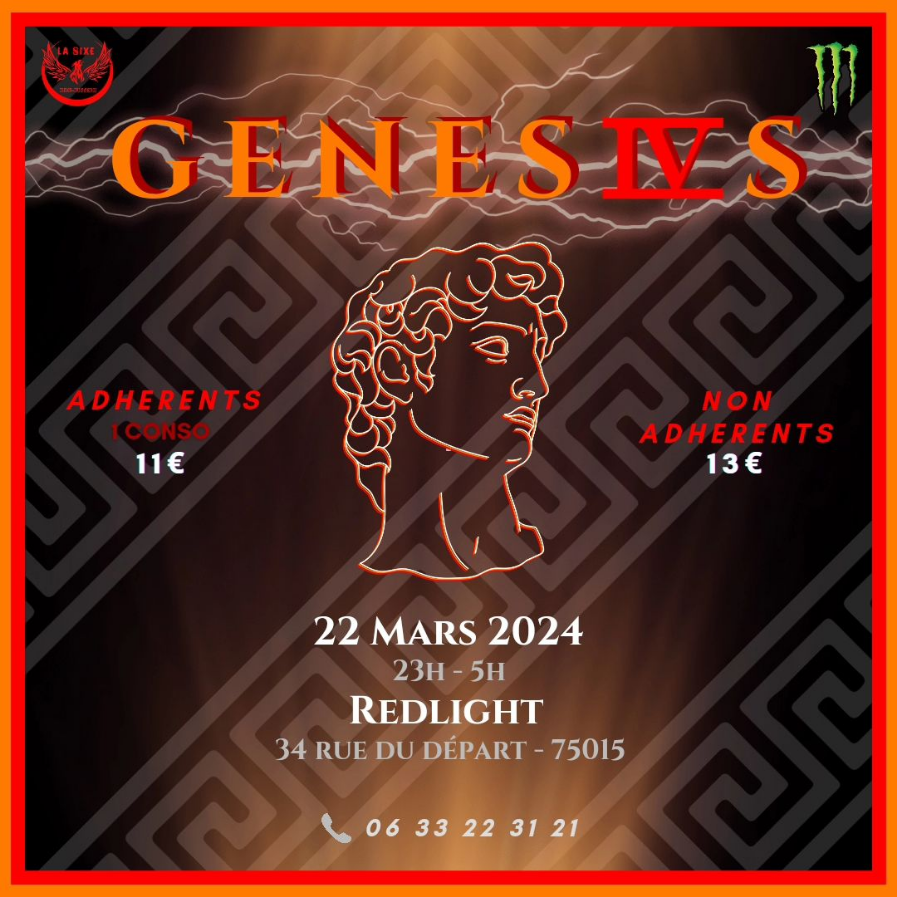 LA SIXE
GENESIVS
ADHERENTS
1 CONSO
11€
NON
ADHERENTS
13€
22 MARS 2024
23H - 5H
REDLIGHT
34 RUE DU DÉPART - 75015
06 33 22 31 21